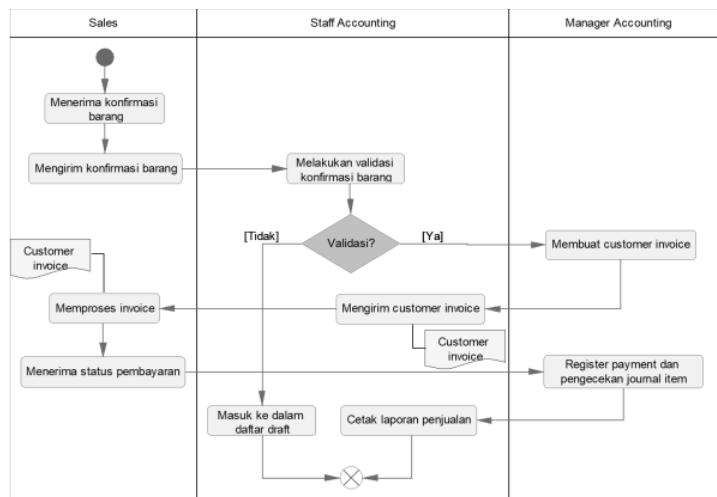 Sales
Staff Accounting
Manager Accounting
Menerima konfirmasi
barang
Mengirim konfirmasi barang
Melakukan validasi
konfirmasi barang
[Tidak]
Validasi?
[Ya]
Membuat customer invoice
Customer
invoice
Memproses invoice
Mengirim customer invoice
Customer
invoice
Menerima status pembayaran
Register payment dan
pengecekan journal item
Masuk ke dalam
daftar draft
Cetak laporan penjualan